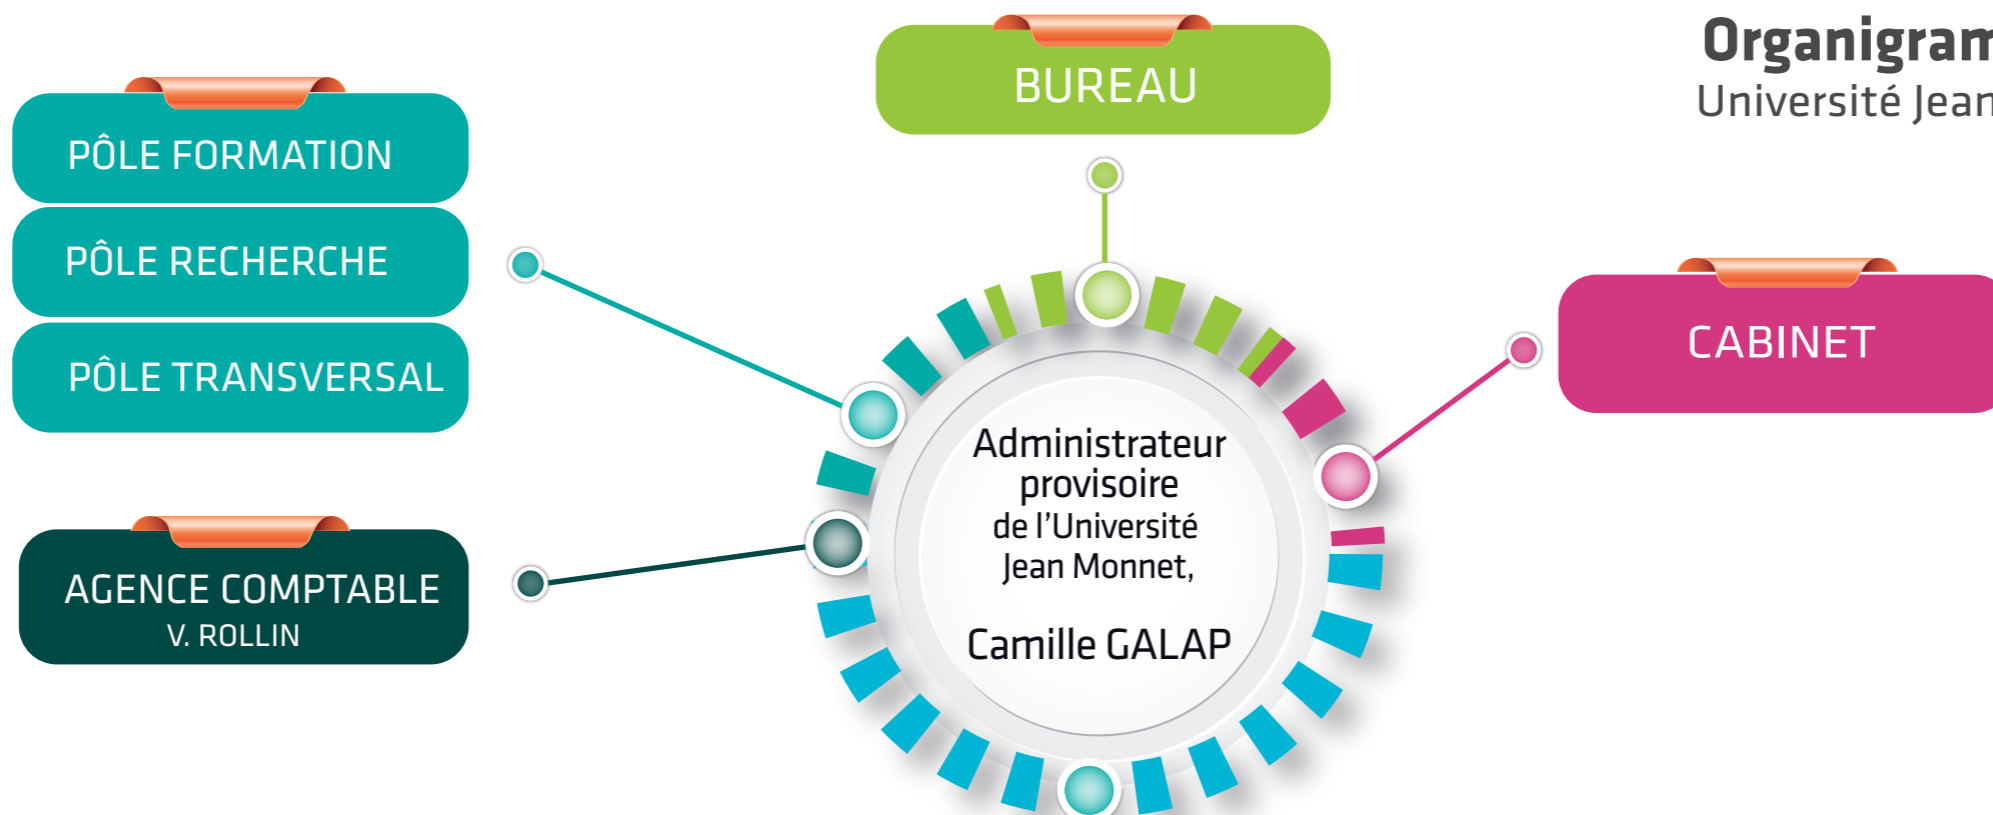 Organigram
Université Jean
BUREAU
PÔLE FORMATION
PÔLE RECHERCHE
PÔLE TRANSVERSAL
CABINET
AGENCE COMPTABLE
V. ROLLIN
Administrateur
provisoire
de l’Université
Jean Monnet,
Camille GALAP